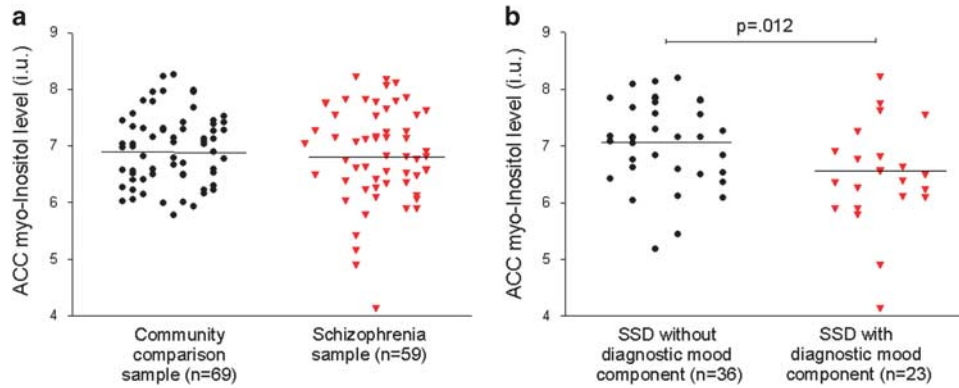 a
ACC myo-Inositol level (i.u.)
9
8
7
6
5
4
Community
comparison
sample (n=69)
Schizophrenia
sample (n=59)
b
p=.012
ACC myo-Inositol level (i.u.)
9
8
7
6
5
4
SSD without
diagnostic mood
component (n=36)
SSD with
diagnostic mood
component (n=23)